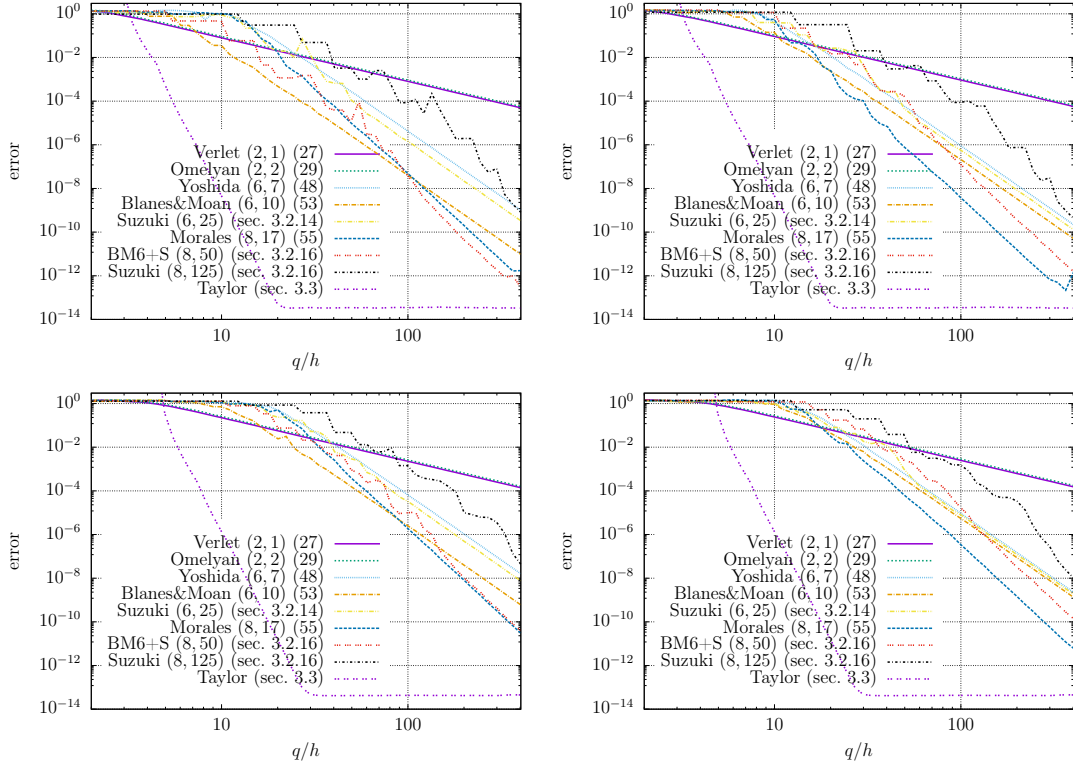 10^0
10^-2
10^-4
10^-6
10^-8
10^-10
10^-12
10^-14
error
Verlet (2, 1) (27)
Omelyan (2, 2) (29)
Yoshida (6, 7) (48)
Blanes&Moan (6, 10) (53)
Suzuki (6, 25) (sec. 3.2.14)
Morales (8, 17) (55)
BM6+S (8, 50) (sec. 3.2.16)
Suzuki (8, 125) (sec. 3.2.16)
Taylor (sec. 3.3)
10 100
q/h
10^0
10^-2
10^-4
10^-6
10^-8
10^-10
10^-12
10^-14
error
Verlet (2, 1) (27)
Omelyan (2, 2) (29)
Yoshida (6, 7) (48)
Blanes&Moan (6, 10) (53)
Suzuki (6, 25) (sec. 3.2.14)
Morales (8, 17) (55)
BM6+S (8, 50) (sec. 3.2.16)
Suzuki (8, 125) (sec. 3.2.16)
Taylor (sec. 3.3)
10 100
q/h
10^0
10^-2
10^-4
10^-6
10^-8
10^-10
10^-12
10^-14
error
Verlet (2, 1) (27)
Omelyan (2, 2) (29)
Yoshida (6, 7) (48)
Blanes&Moan (6, 10) (53)
Suzuki (6, 25) (sec. 3.2.14)
Morales (8, 17) (55)
BM6+S (8, 50) (sec. 3.2.16)
Suzuki (8, 125) (sec. 3.2.16)
Taylor (sec. 3.3)
10 100
q/h
10^0
10^-2
10^-4
10^-6
10^-8
10^-10
10^-12
10^-14
error
Verlet (2, 1) (27)
Omelyan (2, 2) (29)
Yoshida (6, 7) (48)
Blanes&Moan (6, 10) (53)
Suzuki (6, 25) (sec. 3.2.14)
Morales (8, 17) (55)
BM6+S (8, 50) (sec. 3.2.16)
Suzuki (8, 125) (sec. 3.2.16)
Taylor (sec. 3.3)
10 100
q/h